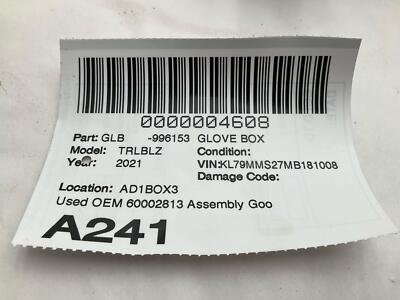 0000004608
Part: GLB -996153 GLOVE BOX
Model: TRLBLZ Condition:
Year: 2021 VIN:KL79MMS27MB181008
Damage Code:
Location: AD1BOX3
Used OEM 60002813 Assembly Goo
A241